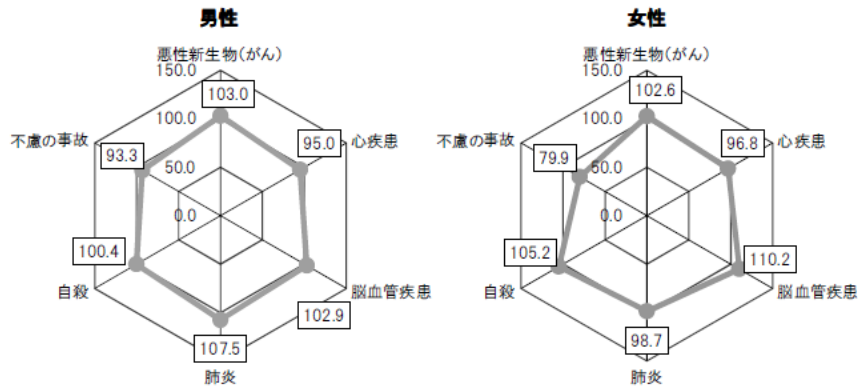 男性
悪性新生物(がん)
150.0
103.0
100.0
不慮の事故
心疾患
93.3
95.0
50.0
0.0
100.4
自殺
脳血管疾患
102.9
107.5
肺炎
女性
悪性新生物(がん)
150.0
102.6
100.0
不慮の事故
心疾患
79.9
96.8
50.0
0.0
105.2
110.2
自殺
脳血管疾患
98.7
肺炎